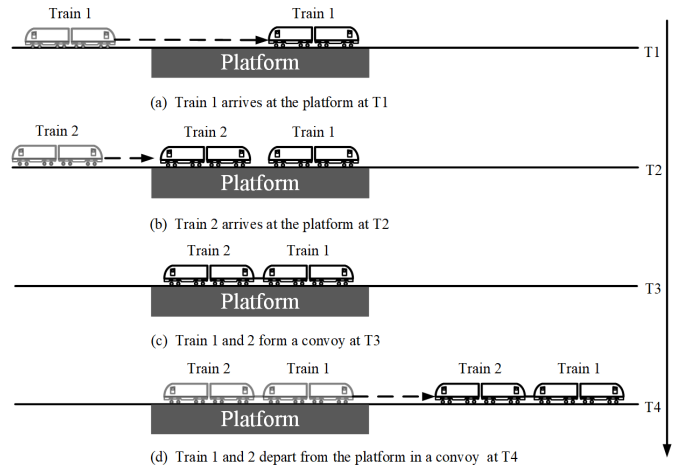 Train 1 Train 1
Platform T1
(a) Train 1 arrives at the platform at T1
Train 2 Train 2 Train 1
Platform T2
(b) Train 2 arrives at the platform at T2
Train 2 Train 1
Platform T3
(c) Train 1 and 2 form a convoy at T3
Train 2 Train 1 Train 2 Train 1
Platform T4
(d) Train 1 and 2 depart from the platform in a convoy at T4